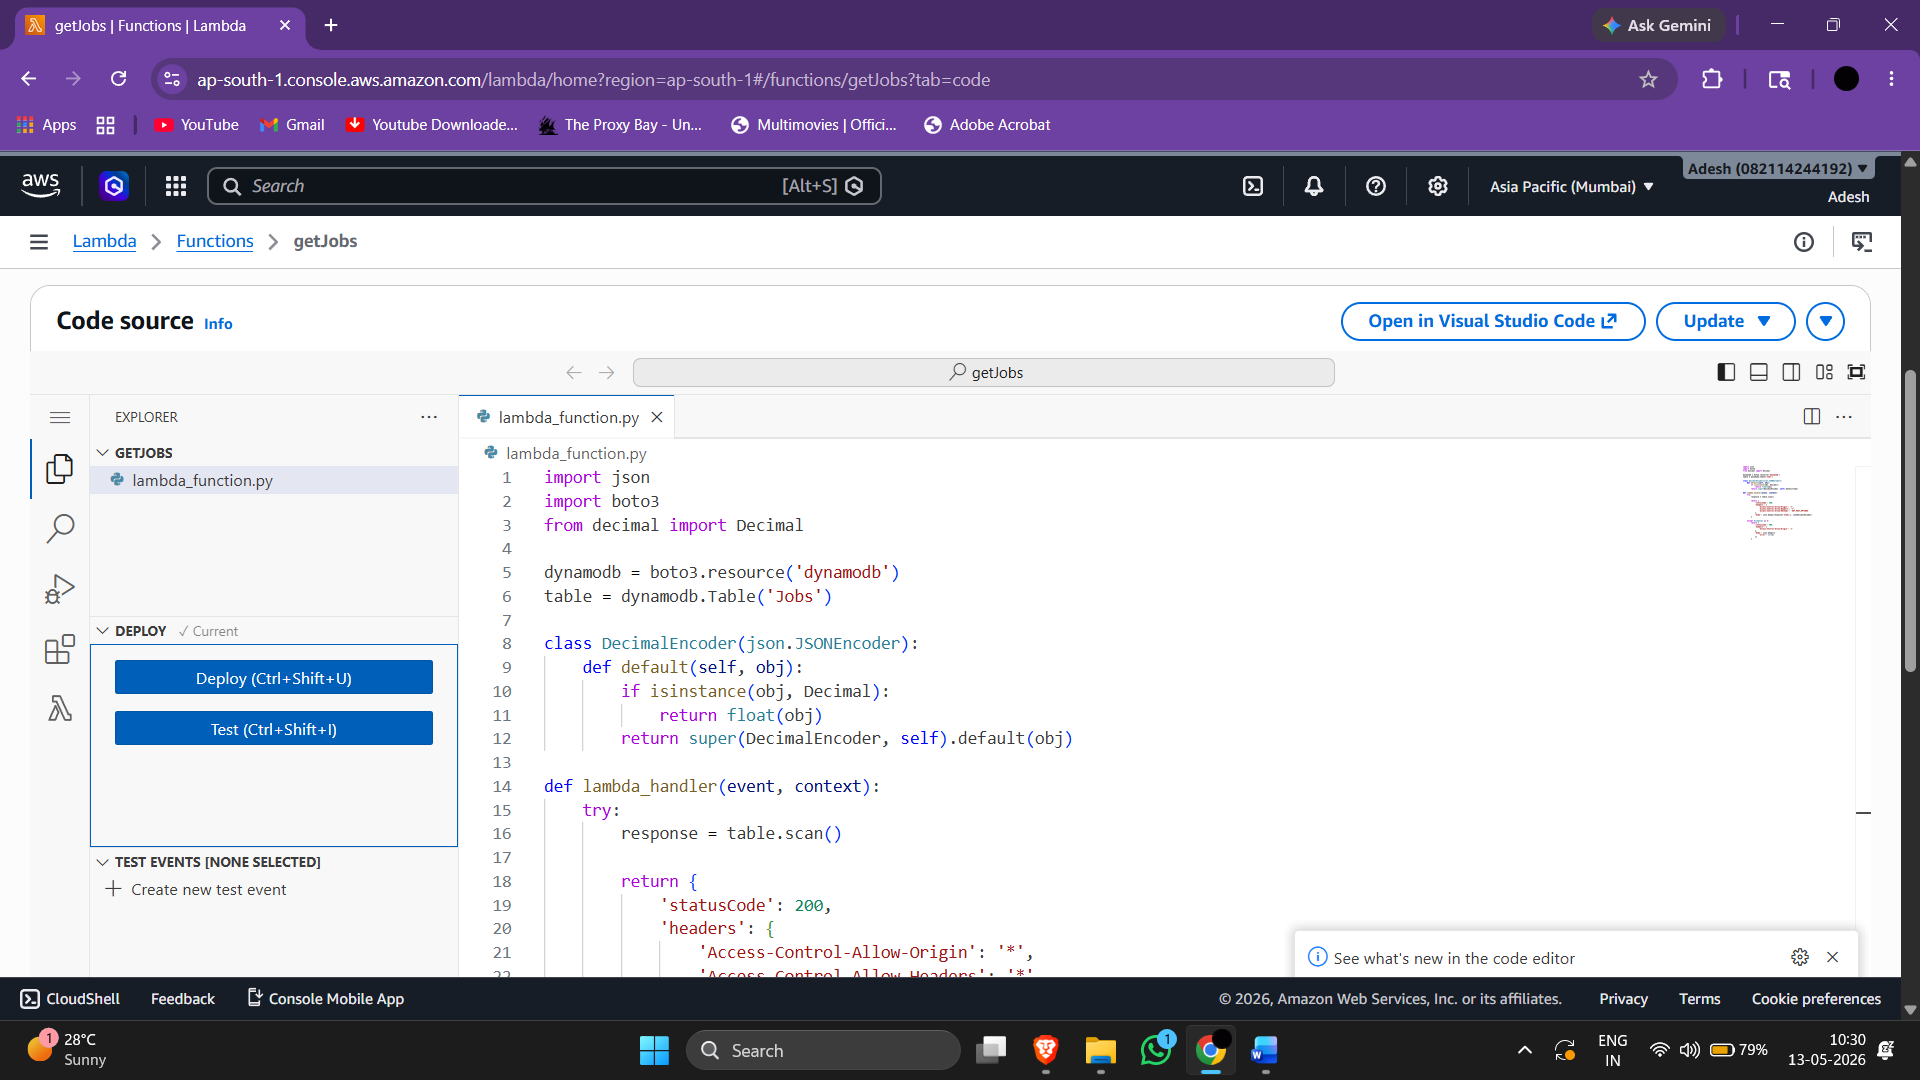 getJobs | Functions | Lambda
Ask Gemini
ap-south-1.console.aws.amazon.com/lambda/home?region=ap-south-1#/functions/getJobs?tab=code
Apps
YouTube
Gmail
Youtube Downloade...
The Proxy Bay - Un...
Multimovies | Offici...
Adobe Acrobat
aws
Search
[Alt+S]
Asia Pacific (Mumbai)
Adesh (082114244192)
Adesh
Lambda
Functions
getJobs
Code source
Info
Open in Visual Studio Code
Update
getJobs
EXPLORER
GETJOBS
lambda_function.py
DEPLOY
Current
Deploy (Ctrl+Shift+U)
Test (Ctrl+Shift+I)
TEST EVENTS [NONE SELECTED]
Create new test event
lambda_function.py
lambda_function.py
1 import json
2 import boto3
3 from decimal import Decimal
4
5 dynamodb = boto3.resource('dynamodb')
6 table = dynamodb.Table('Jobs')
7
8 class DecimalEncoder(json.JSONEncoder):
9 def default(self, obj):
10 if isinstance(obj, Decimal):
11 return float(obj)
12 return super(DecimalEncoder, self).default(obj)
13
14 def lambda_handler(event, context):
15 try:
16 response = table.scan()
17
18 return {
19 'statusCode': 200,
20 'headers': {
21 'Access-Control-Allow-Origin': '*',
22 'Access-Control-Allow-Headers': '*'
See what's new in the code editor
CloudShell
Feedback
Console Mobile App
© 2026, Amazon Web Services, Inc. or its affiliates.
Privacy
Terms
Cookie preferences
1
28°C
Sunny
Search
1
ENG
IN
79%
10:30
13-05-2026